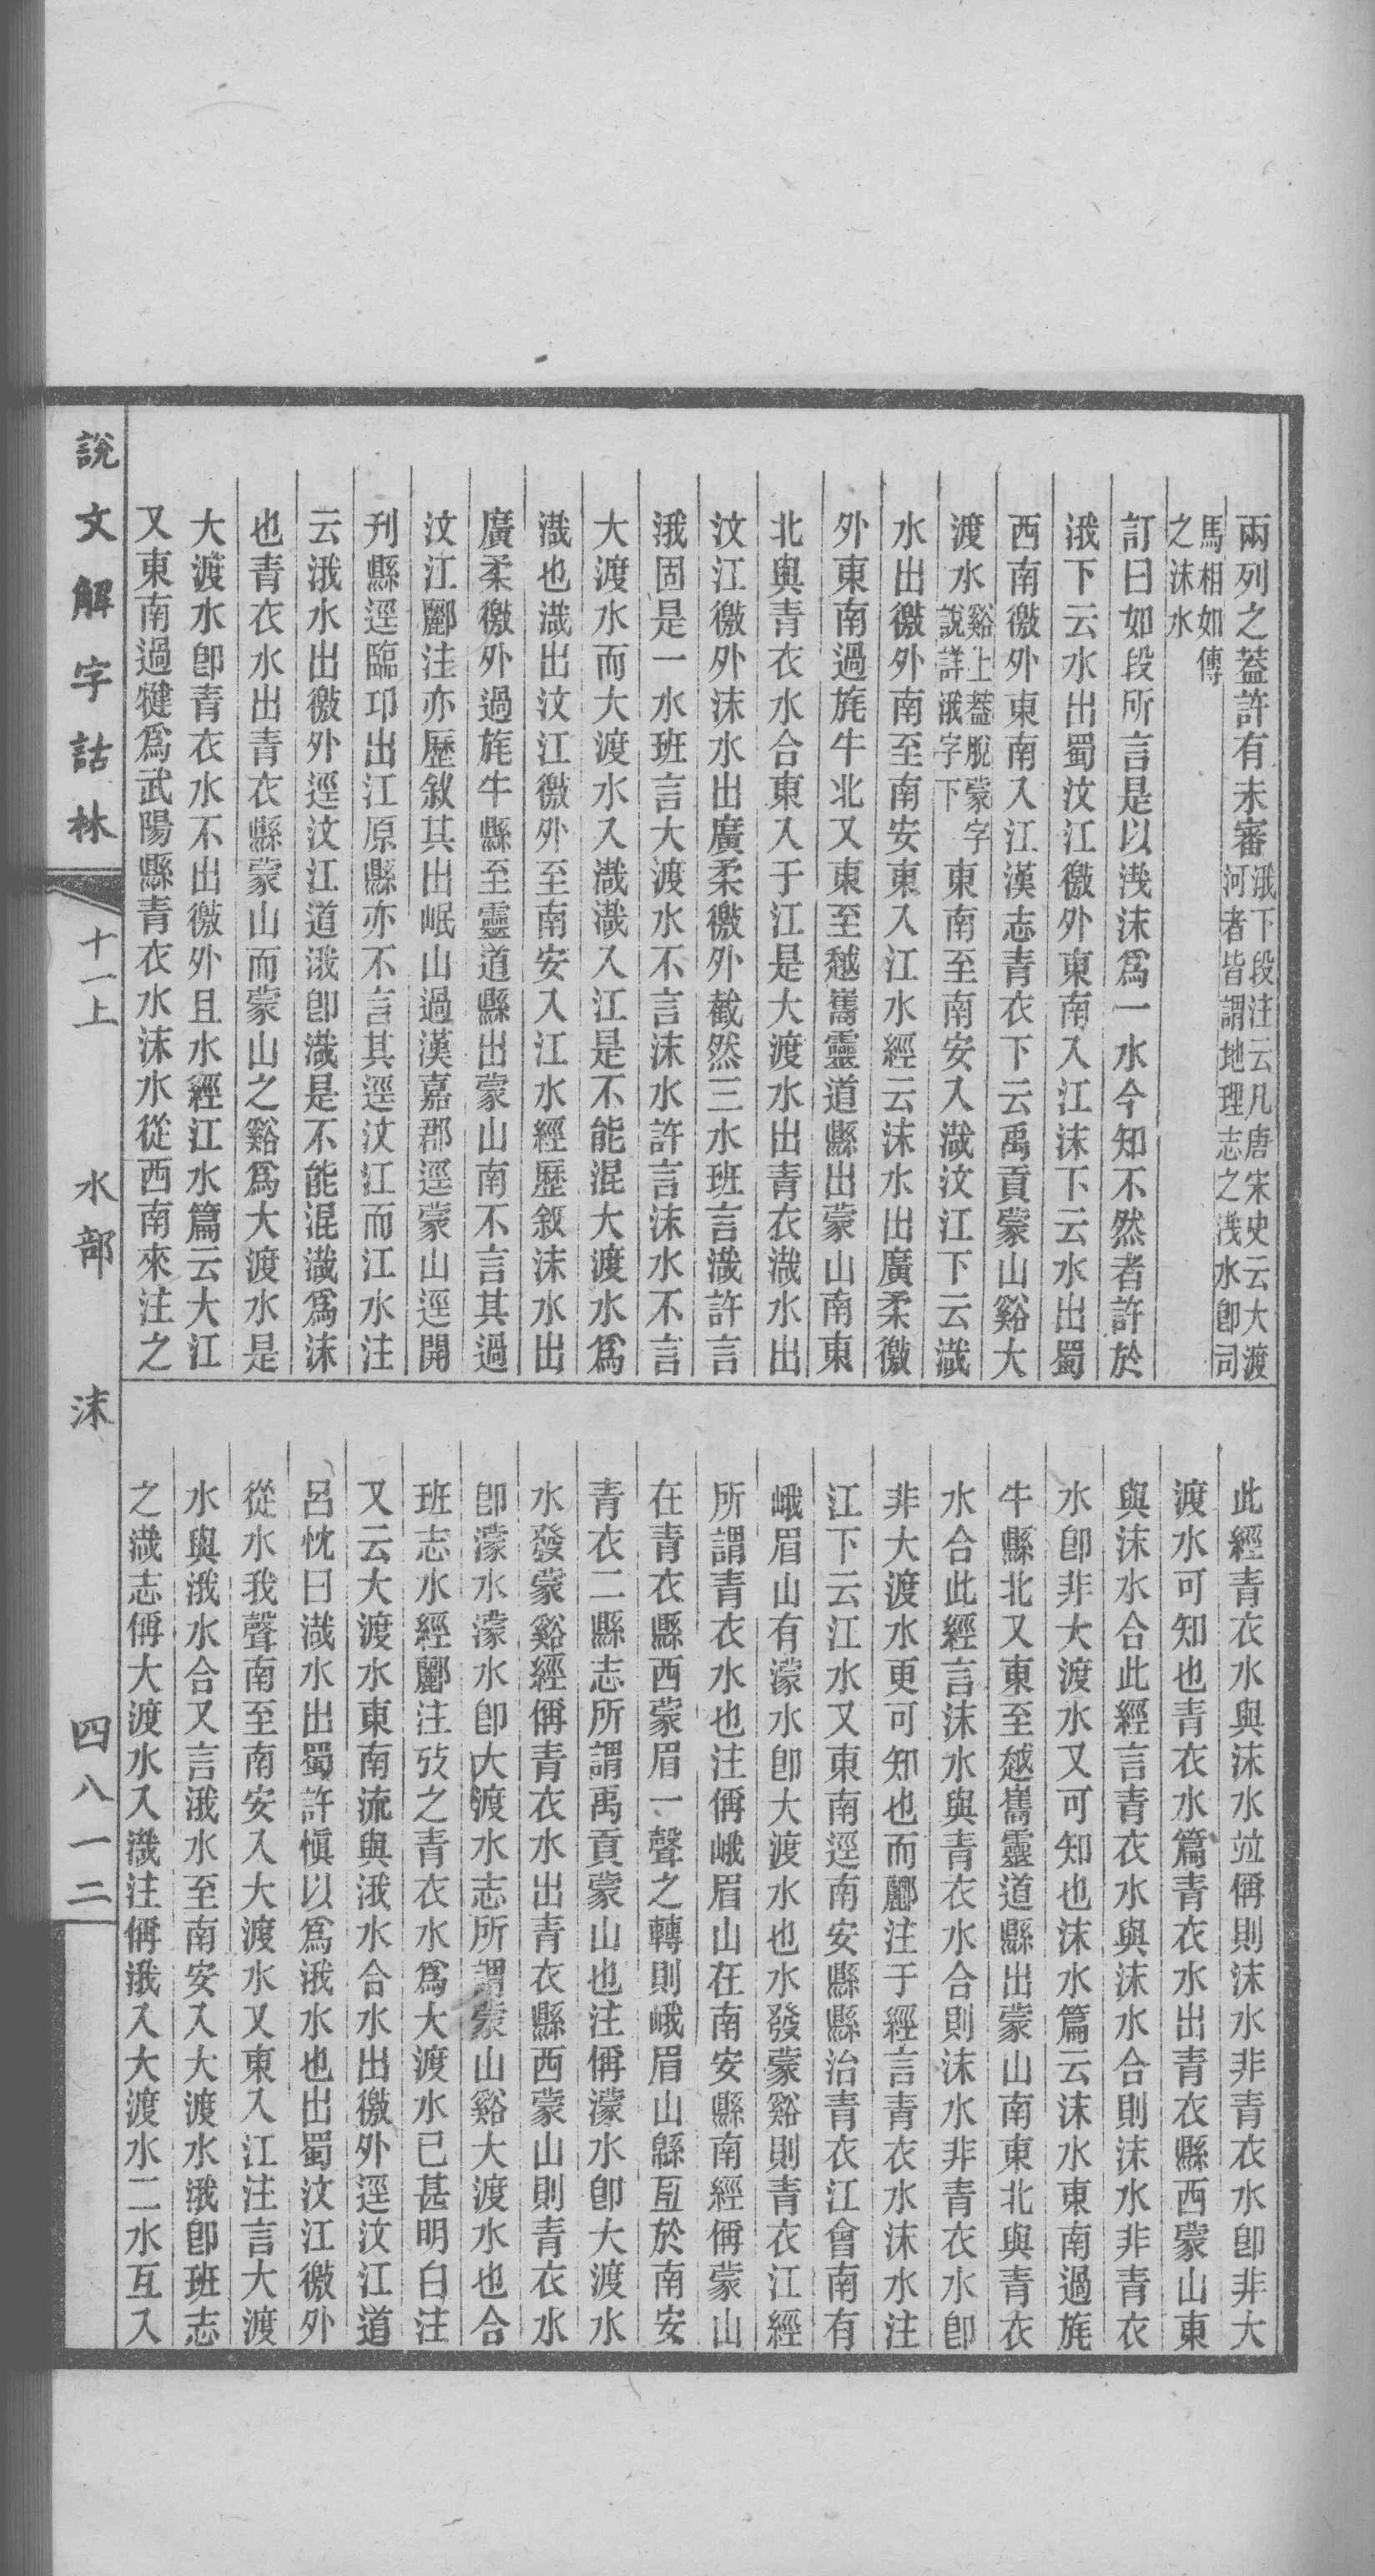 兩列之蓋許有未審涐下段注云凡唐宋史云大渡河者皆謂地理志之渽水卽司
馬相如傳之沬水
訂曰如段所言是以渽沬爲一水今知不然者許於
涐下云水出蜀汶江徼外東南入江沬下云水出蜀
西南徼外東南入江漢志青衣下云禹貢蒙山谿大
渡水谿上蓋脫蒙字說詳涐字下東南至南安入渽汶江下云渽
水出徼外南至南安東入江水經云沬水出廣柔徼
外東南過旄牛北又東至越嶲靈道縣出蒙山南東
北與青衣水合東入于江是大渡水出青衣渽水出
汶江徼外沬水出廣柔徼外截然三水班言渽許言
涐固是一水班言大渡水不言沬水許言沬水不言
大渡水而大渡水入渽渽入江是不能混大渡水爲
渽也渽出汶江徼外至南安入江水經歷敘沬水出
廣柔徼外過旄牛縣至靈道縣出蒙山南不言其過
汶江酈注亦歷敘其出岷山過漢嘉郡逕蒙山逕開
刊縣逕臨邛出江原縣亦不言其逕汶江而江水注
云涐水出徼外逕汶江道涐卽渽是不能混渽爲沬
也青衣水出青衣縣蒙山而蒙山之谿爲大渡水是
大渡水卽青衣水不出徼外且水經江水篇云大江
又東南過犍爲武陽縣青衣水沬水從西南來注之
此經青衣水與沬水竝偁則沬水非青衣水卽非大
渡水可知也青衣水篇青衣水出青衣縣西蒙山東
與沬水合此經言青衣水與沬水合則沬水非青衣
水卽非大渡水又可知也沬水篇云沬水東南過旄
牛縣北又東至越嶲靈道縣出蒙山南東北與青衣
水合此經言沬水與青衣水合則沬水非青衣水卽
非大渡水更可知也而酈注于經言青衣水沬水注
江下云江水又東南逕南安縣縣治青衣江會南有
峨眉山有濛水卽大渡水也水發蒙谿則青衣江經
所謂青衣水也注偁峨眉山在南安縣南經偁蒙山
在青衣縣西蒙眉一聲之轉則峨眉山緜亙於南安
青衣二縣志所謂禹貢蒙山也注偁濛水卽大渡水
水發蒙谿經偁青衣水出青衣縣西蒙山則青衣水
卽濛水濛水卽大渡水志所謂蒙山谿大渡水也合
班志水經酈注攷之青衣水爲大渡水已甚明白注
又云大渡水東南流與涐水合水出徼外逕汶江道
呂忱曰渽水出蜀許愼以爲涐水也出蜀汶江徼外
從水我聲南至南安入大渡水又東入江注言大渡
水與涐水合又言涐水至南安入大渡水涐卽班志
之渽志偁大渡水入渽注偁涐入大渡水二水互入
說文解字詁林 十一上 水部 沬 四八一二